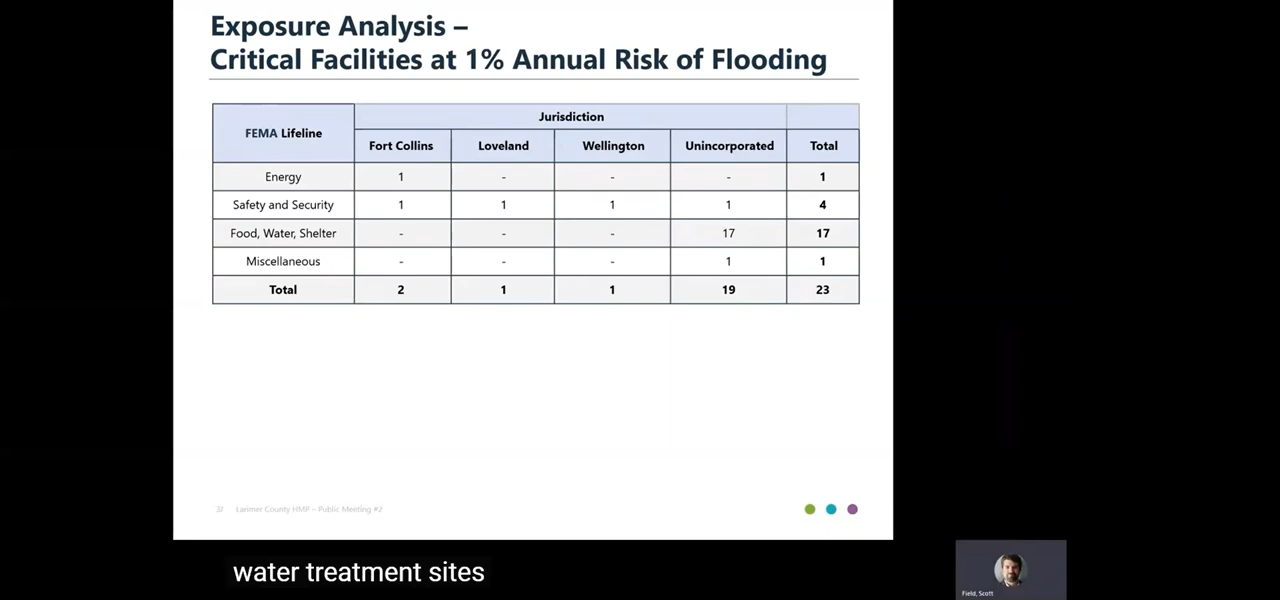 Exposure Analysis –
Critical Facilities at 1% Annual Risk of Flooding
FEMA Lifeline Jurisdiction
Fort Collins Loveland Wellington Unincorporated Total
Energy 1 - - - 1
Safety and Security 1 1 1 1 4
Food, Water, Shelter - - - 17 17
Miscellaneous - - - 1 1
Total 2 1 1 19 23
Larimer County HMP – Public Meeting #2
water treatment sites
Field, Scott